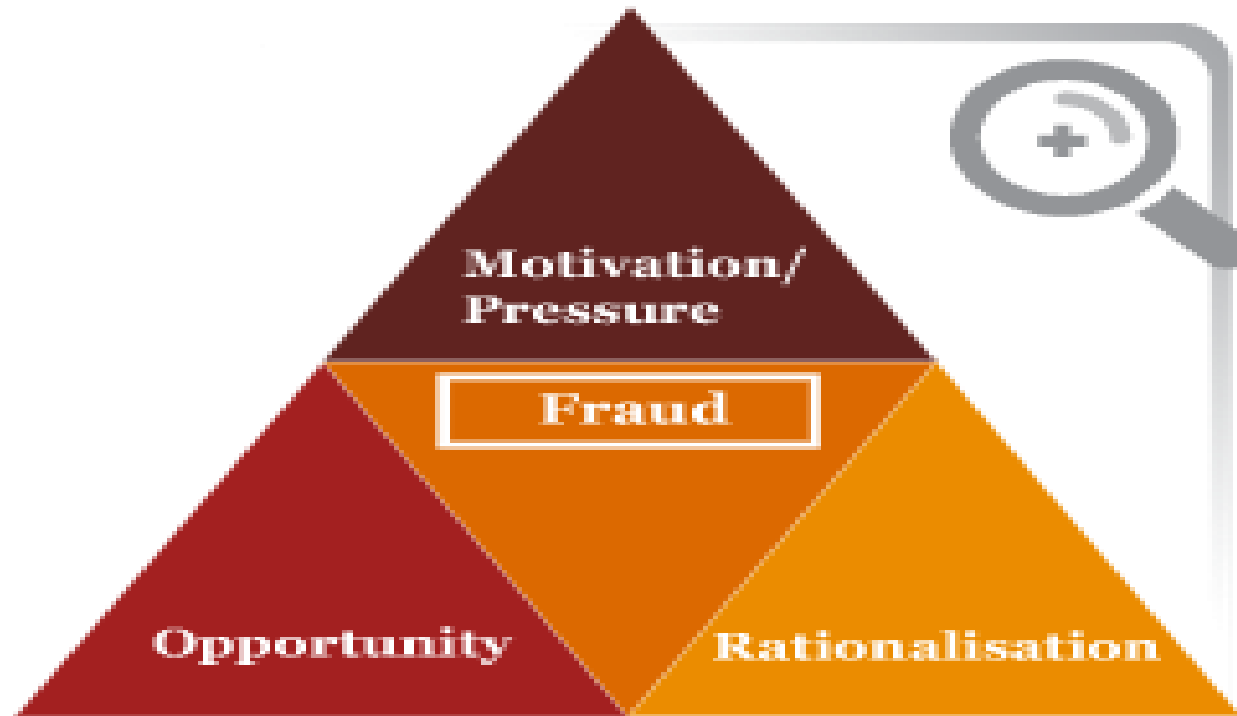 Motivation/
Pressure
Fraud
Opportunity
Rationalisation